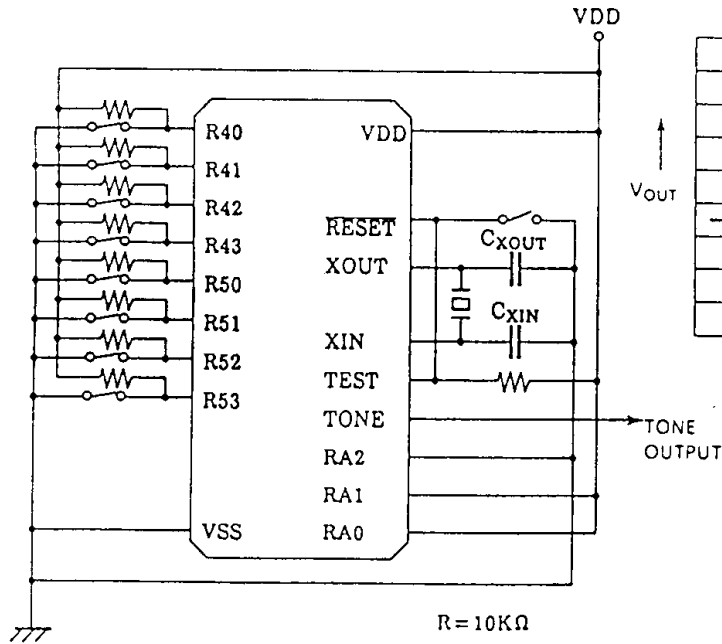 VDD
R40
VDD
R41
VOUT
R42
RESET
R43
CXOUT
XOUT
R50
CXIN
R51
XIN
R52
TEST
R53
TONE
TONE
OUTPUT
RA2
RA1
VSS
RA0
R=10KΩ